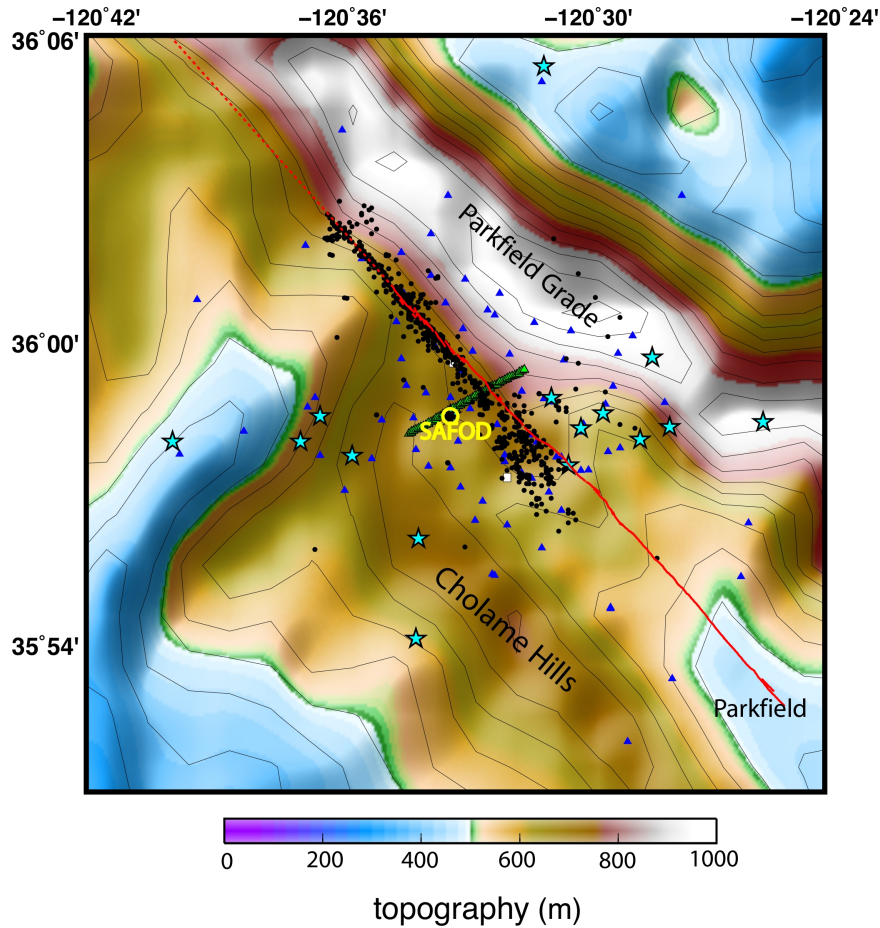 −120˚42' −120˚36' −120˚30' −120˚24'
36˚06'
Parkfield Grade
36˚00'
SAFOD
Cholame Hills
35˚54'
Parkfield
0 200 400 600 800 1000
topography (m)